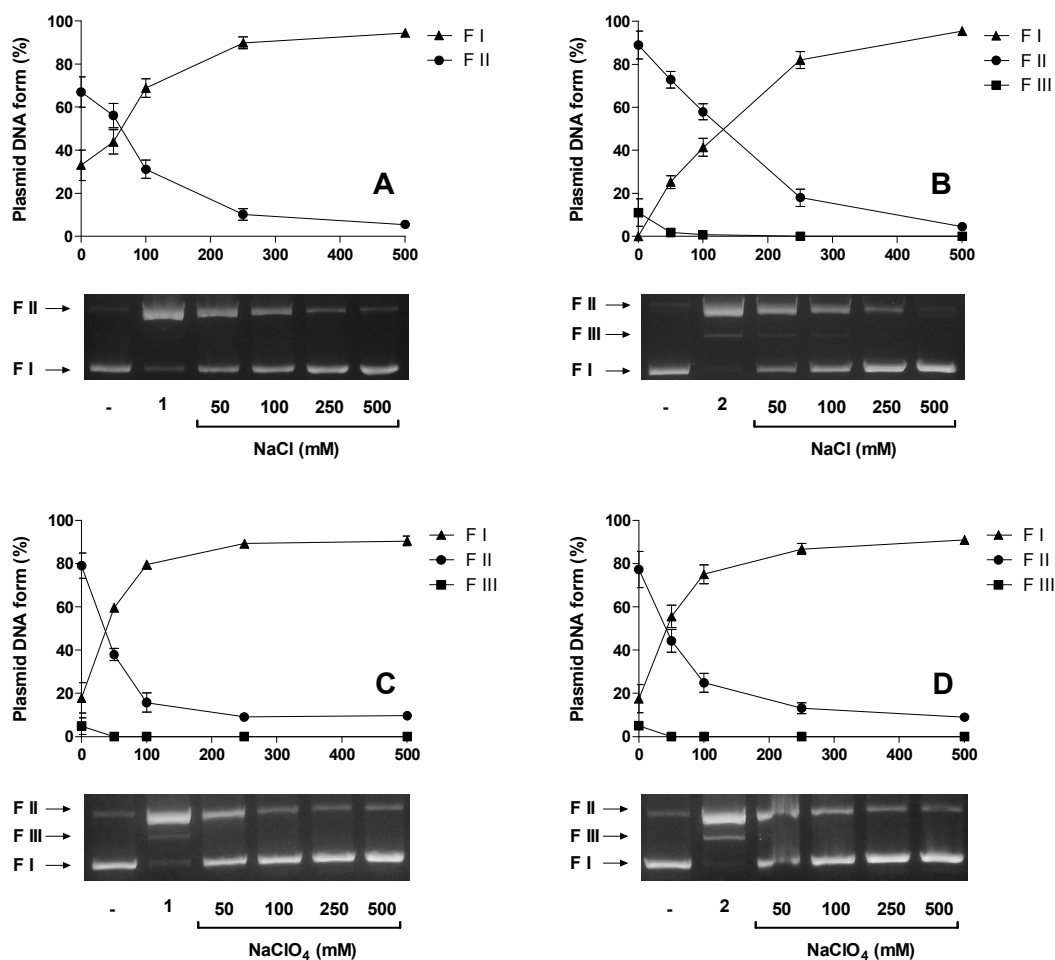 Plasmid DNA form (%)
100
80
60
40
20
0
0 100 200 300 400 500
F I
F II
A
F II
F I
- 1 50 100 250 500
NaCl (mM)
Plasmid DNA form (%)
100
80
60
40
20
0
0 100 200 300 400 500
F I
F II
F III
B
F II
F III
F I
- 2 50 100 250 500
NaCl (mM)
Plasmid DNA form (%)
100
80
60
40
20
0
0 100 200 300 400 500
F I
F II
F III
C
F II
F III
F I
- 1 50 100 250 500
NaClO4 (mM)
Plasmid DNA form (%)
100
80
60
40
20
0
0 100 200 300 400 500
F I
F II
F III
D
F II
F III
F I
- 2 50 100 250 500
NaClO4 (mM)